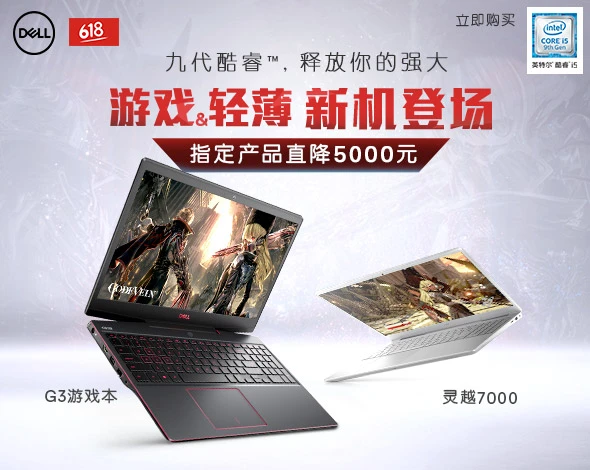 DELL
618
立即购买
intel
CORE i5
9th Gen
英特尔® 酷睿™ i5
九代酷睿™, 释放你的强大
游戏&轻薄 新机登场
指定产品直降5000元
CODE VEIN
DELL
G3游戏本
灵越7000